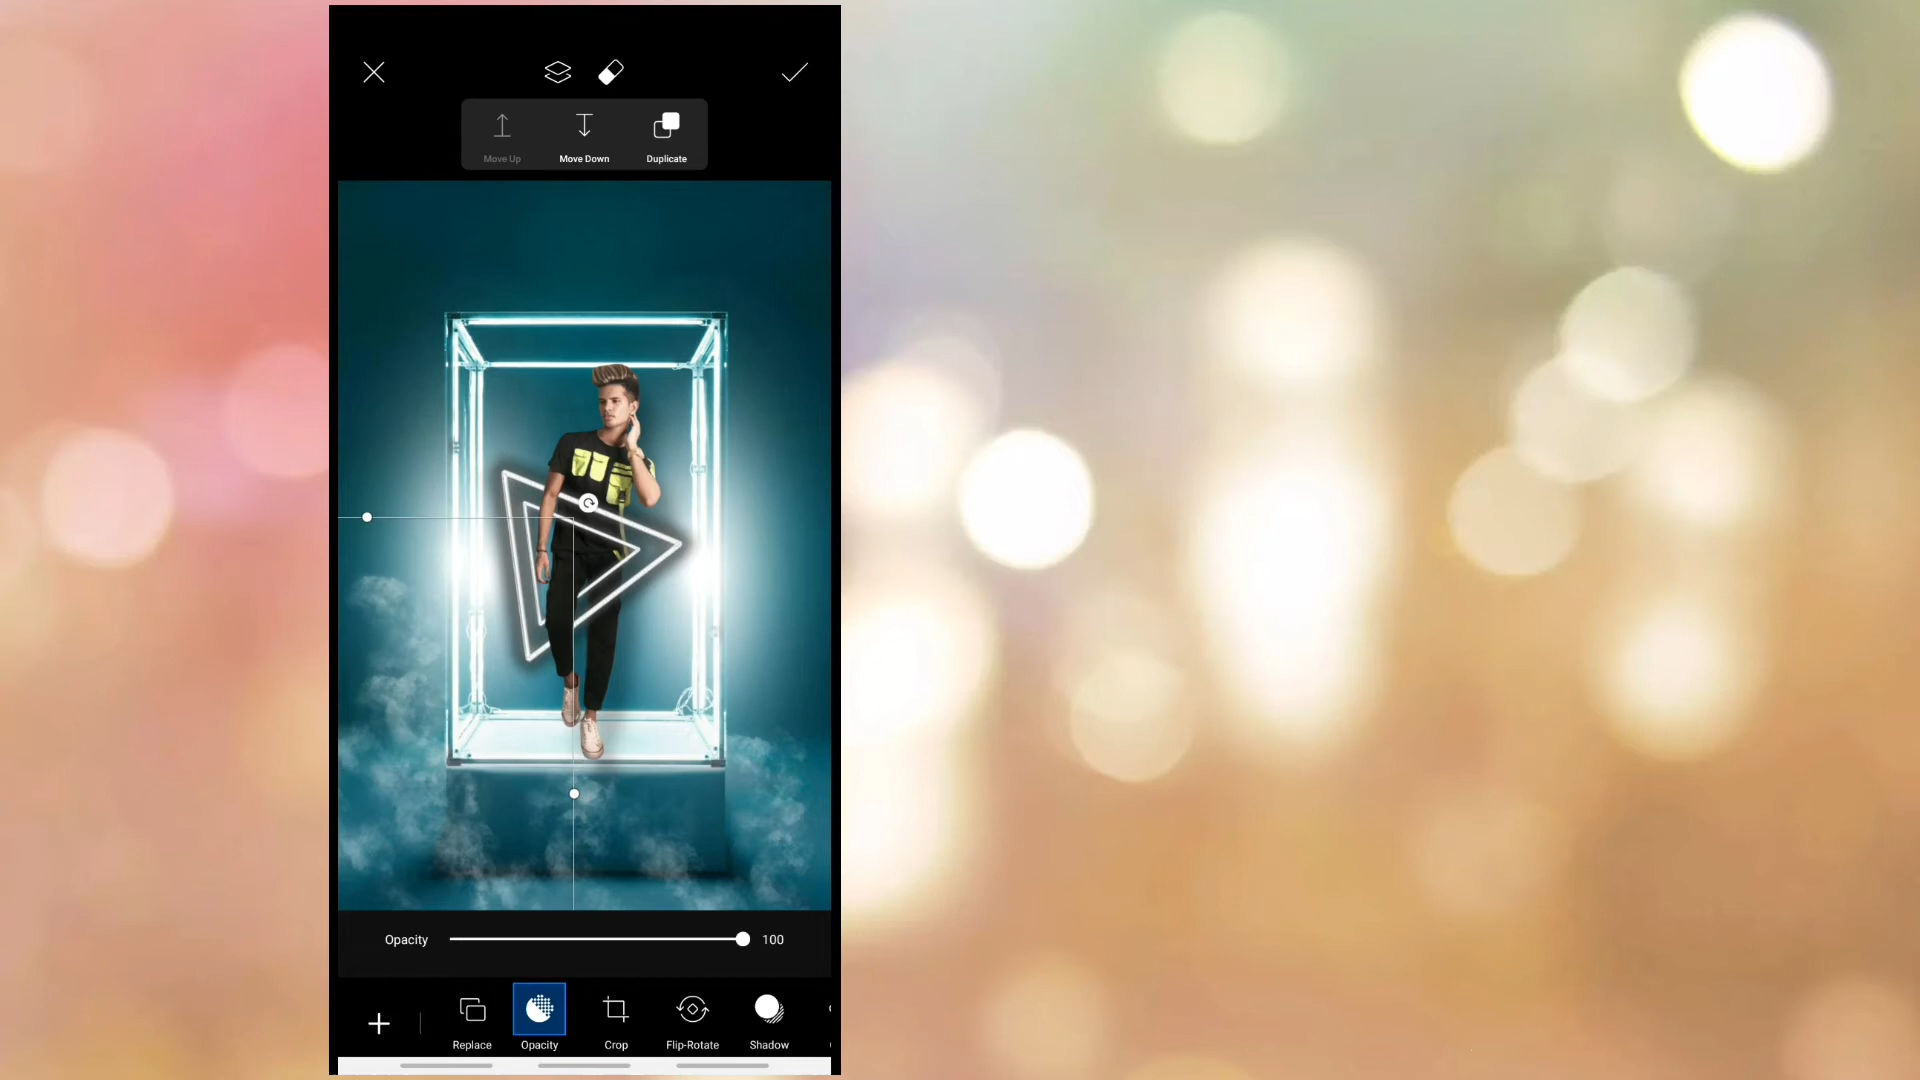 Move Up Move Down Duplicate
Opacity 100
Replace Opacity Crop Flip-Rotate Shadow